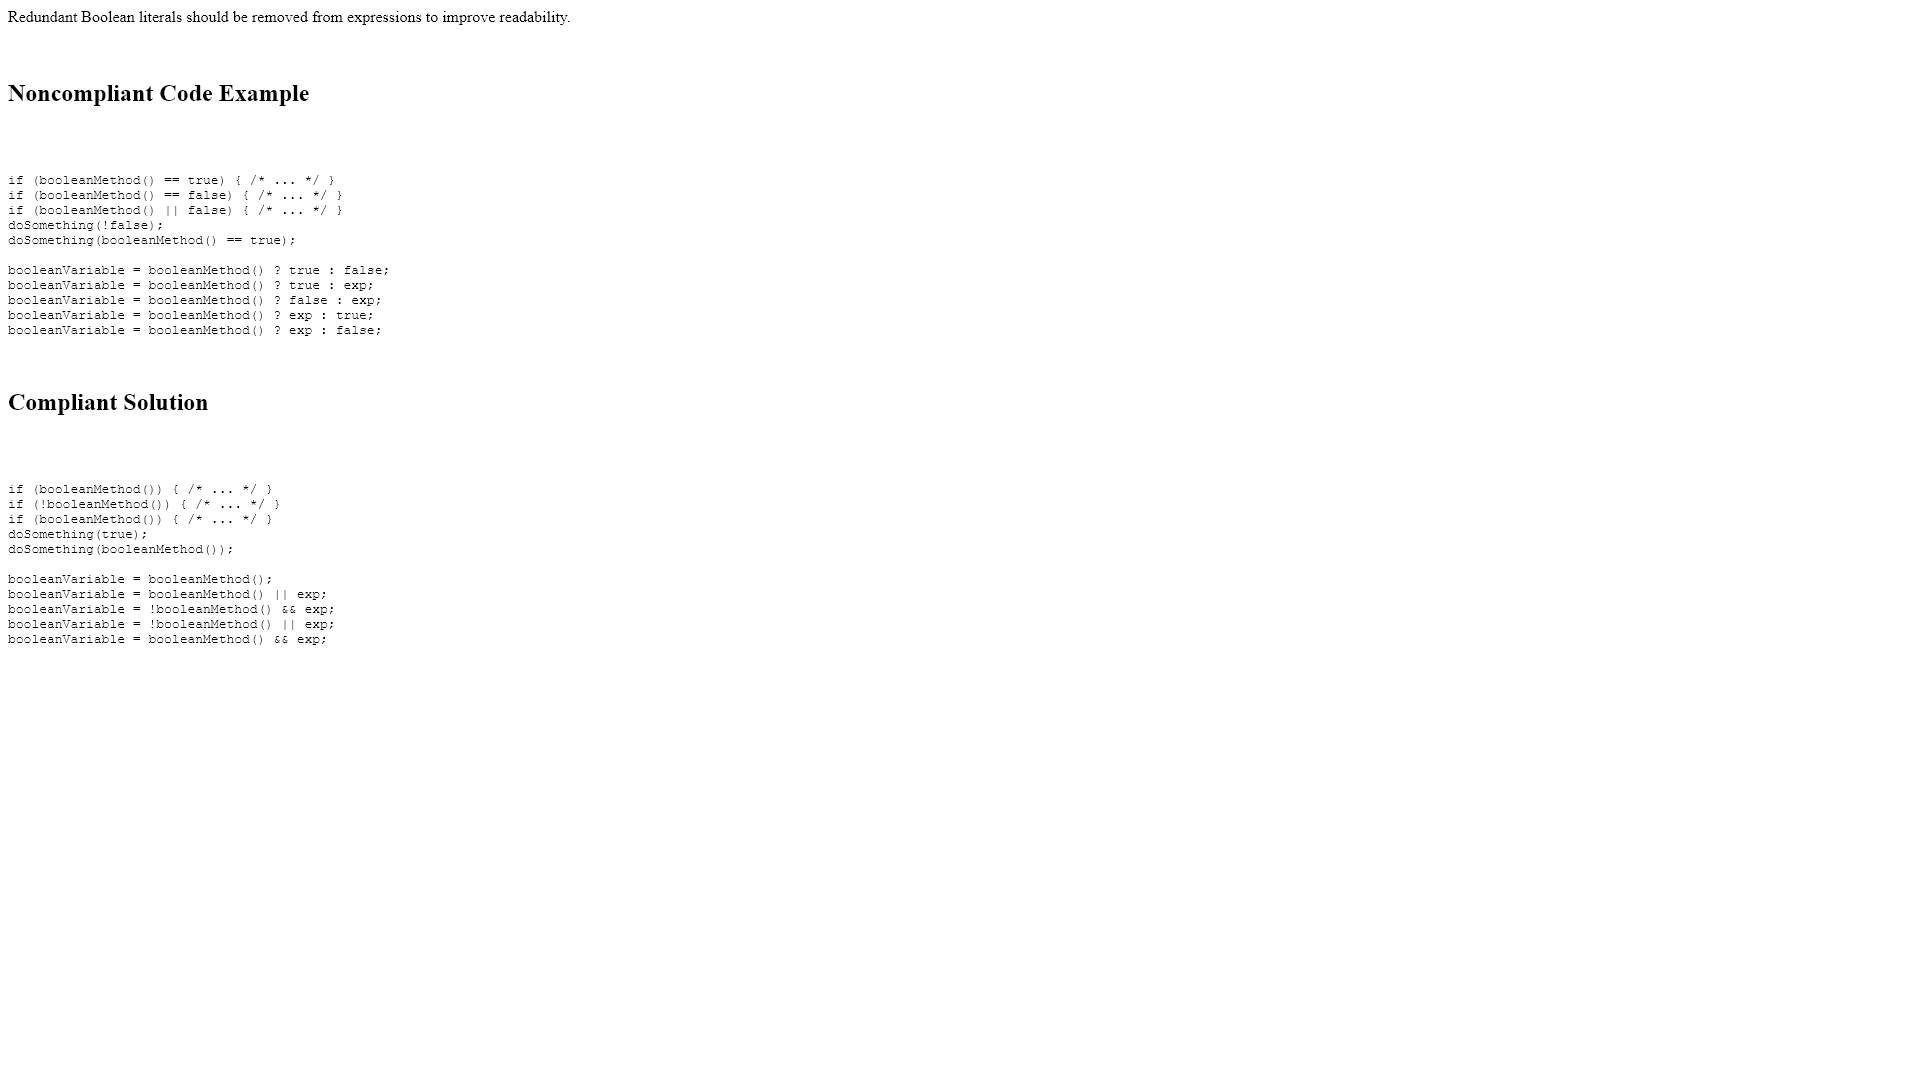 Redundant Boolean literals should be removed from expressions to improve readability.
Noncompliant Code Example
if (booleanMethod() == true) { /* ... */ }
if (booleanMethod() == false) { /* ... */ }
if (booleanMethod() || false) { /* ... */ }
doSomething(!false);
doSomething(booleanMethod() == true);
booleanVariable = booleanMethod() ? true : false;
booleanVariable = booleanMethod() ? true : exp;
booleanVariable = booleanMethod() ? false : exp;
booleanVariable = booleanMethod() ? exp : true;
booleanVariable = booleanMethod() ? exp : false;
Compliant Solution
if (booleanMethod()) { /* ... */ }
if (!booleanMethod()) { /* ... */ }
if (booleanMethod()) { /* ... */ }
doSomething(true);
doSomething(booleanMethod());
booleanVariable = booleanMethod();
booleanVariable = booleanMethod() || exp;
booleanVariable = !booleanMethod() && exp;
booleanVariable = !booleanMethod() || exp;
booleanVariable = booleanMethod() && exp;